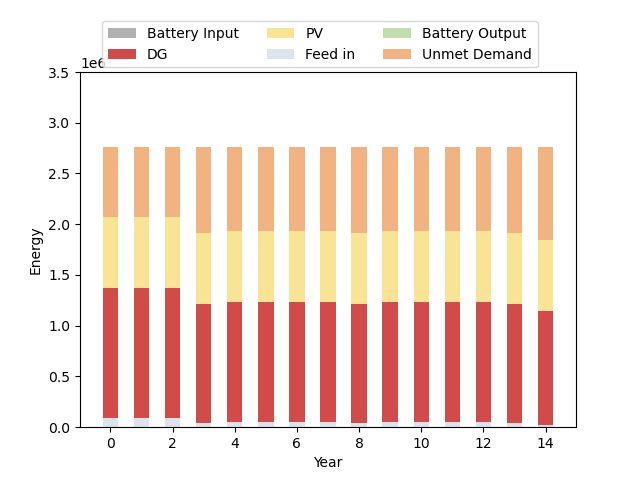 Battery Input PV Battery Output
DG Feed in Unmet Demand
1e6
3.5
3.0
2.5
2.0
1.5
1.0
0.5
0.0
Energy
0 2 4 6 8 10 12 14
Year